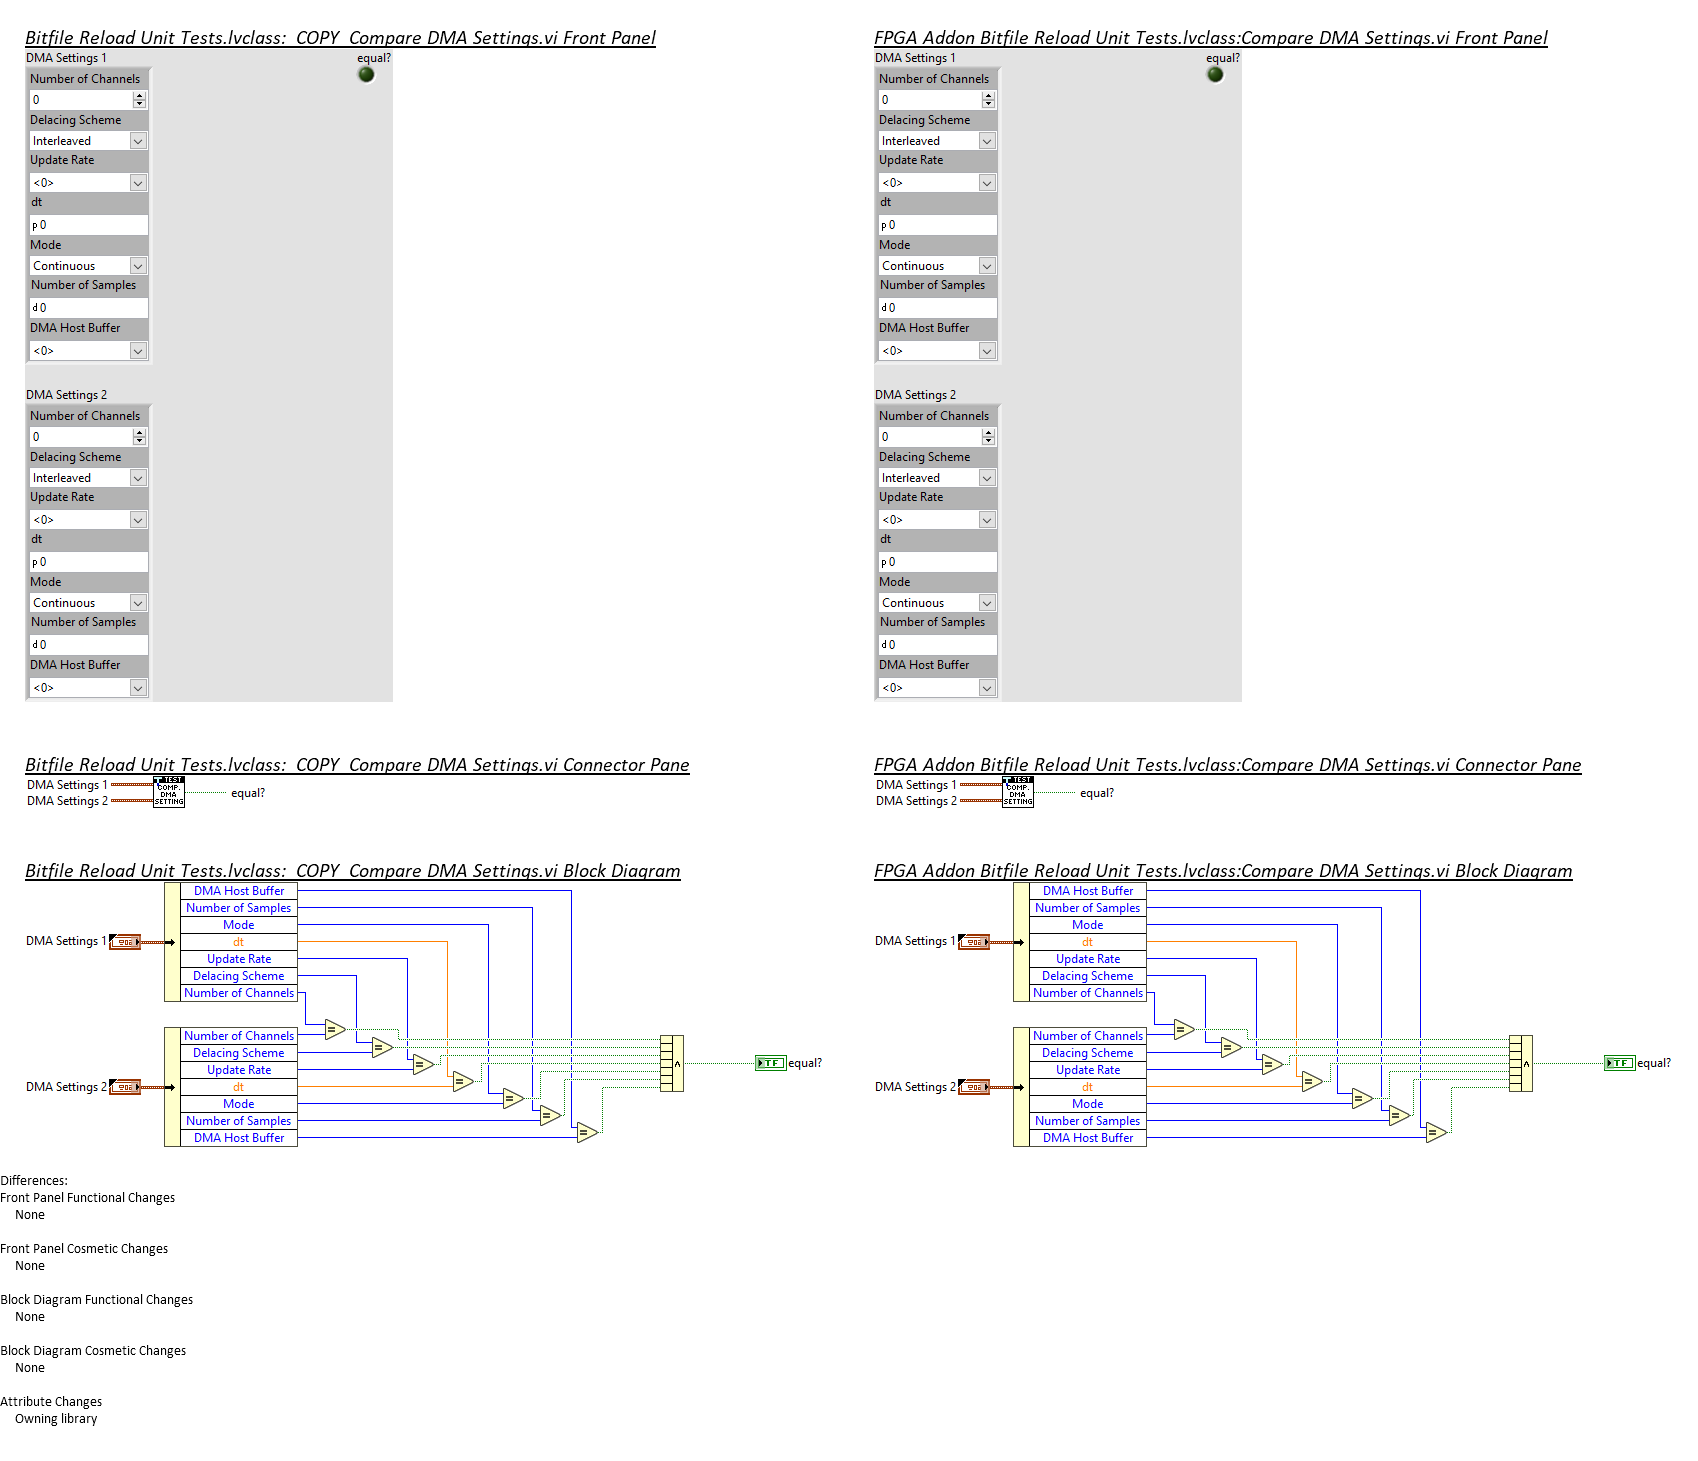 Bitfile Reload Unit Tests.lvclass:  COPY  Compare DMA Settings.vi Front Panel
DMA Settings 1
equal?
Number of Channels
0
Delacing Scheme
Interleaved
Update Rate
<0>
dt
p 0
Mode
Continuous
Number of Samples
d 0
DMA Host Buffer
<0>
DMA Settings 2
Number of Channels
0
Delacing Scheme
Interleaved
Update Rate
<0>
dt
p 0
Mode
Continuous
Number of Samples
d 0
DMA Host Buffer
<0>
FPGA Addon Bitfile Reload Unit Tests.lvclass:Compare DMA Settings.vi Front Panel
DMA Settings 1
equal?
Number of Channels
0
Delacing Scheme
Interleaved
Update Rate
<0>
dt
p 0
Mode
Continuous
Number of Samples
d 0
DMA Host Buffer
<0>
DMA Settings 2
Number of Channels
0
Delacing Scheme
Interleaved
Update Rate
<0>
dt
p 0
Mode
Continuous
Number of Samples
d 0
DMA Host Buffer
<0>
Bitfile Reload Unit Tests.lvclass:  COPY  Compare DMA Settings.vi Connector Pane
DMA Settings 1
DMA Settings 2
TEST
COMP.
DMA
SETTING
equal?
FPGA Addon Bitfile Reload Unit Tests.lvclass:Compare DMA Settings.vi Connector Pane
DMA Settings 1
DMA Settings 2
TEST
COMP.
DMA
SETTING
equal?
Bitfile Reload Unit Tests.lvclass:  COPY  Compare DMA Settings.vi Block Diagram
DMA Settings 1
DMA Host Buffer
Number of Samples
Mode
dt
Update Rate
Delacing Scheme
Number of Channels
DMA Settings 2
Number of Channels
Delacing Scheme
Update Rate
dt
Mode
Number of Samples
DMA Host Buffer
TF
equal?
FPGA Addon Bitfile Reload Unit Tests.lvclass:Compare DMA Settings.vi Block Diagram
DMA Settings 1
DMA Host Buffer
Number of Samples
Mode
dt
Update Rate
Delacing Scheme
Number of Channels
DMA Settings 2
Number of Channels
Delacing Scheme
Update Rate
dt
Mode
Number of Samples
DMA Host Buffer
TF
equal?
Differences:
Front Panel Functional Changes
None
Front Panel Cosmetic Changes
None
Block Diagram Functional Changes
None
Block Diagram Cosmetic Changes
None
Attribute Changes
Owning library